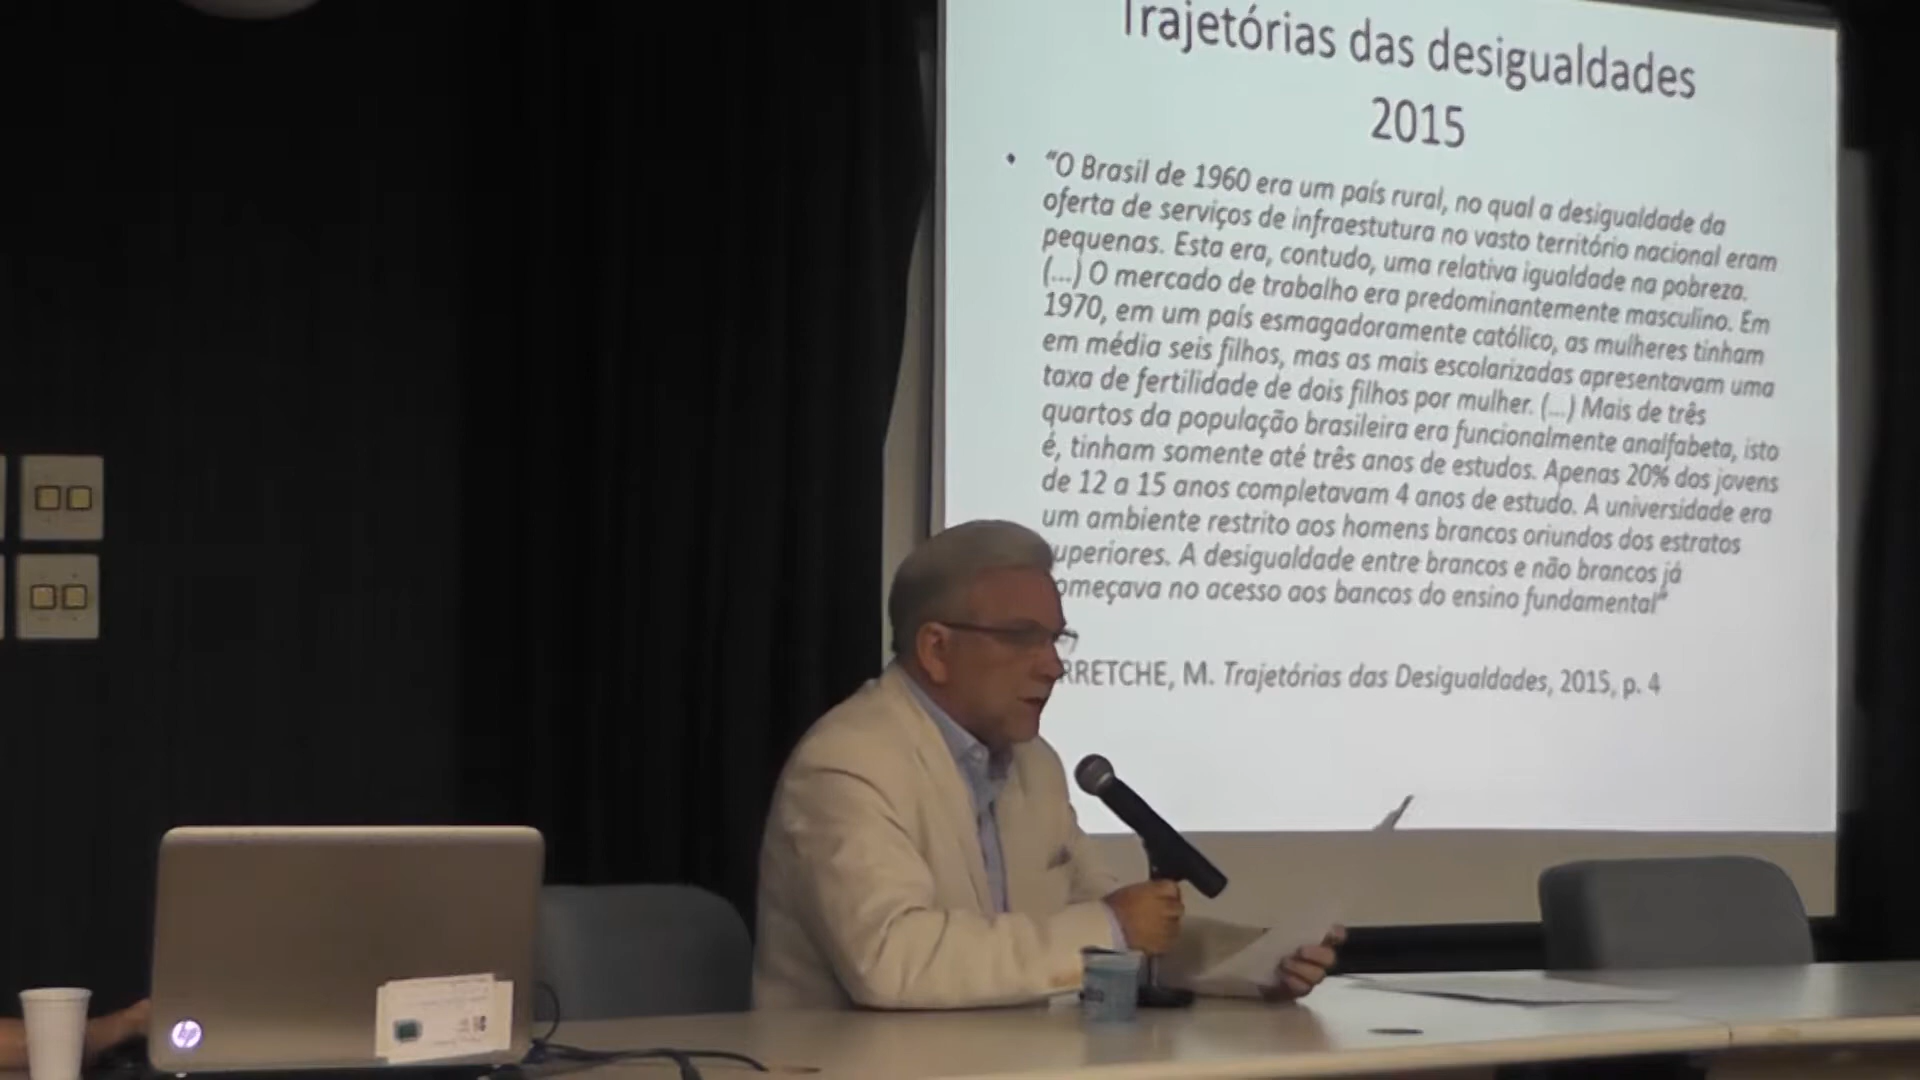 Trajetórias das desigualdades
2015
• “O Brasil de 1960 era um país rural, no qual a desigualdade da
oferta de serviços de infraestutura no vasto território nacional eram
pequenas. Esta era, contudo, uma relativa igualdade na pobreza.
(...) O mercado de trabalho era predominantemente masculino. Em
1970, em um país esmagadoramente católico, as mulheres tinham
em média seis filhos, mas as mais escolarizadas apresentavam uma
taxa de fertilidade de dois filhos por mulher. (...) Mais de três
quartos da população brasileira era funcionalmente analfabeta, isto
é, tinham somente até três anos de estudos. Apenas 20% dos jovens
de 12 a 15 anos completavam 4 anos de estudo. A universidade era
um ambiente restrito aos homens brancos oriundos dos estratos
uperiores. A desigualdade entre brancos e não brancos já
omeçava no acesso aos bancos do ensino fundamental”
RRETCHE, M. Trajetórias das Desigualdades, 2015, p. 4
hp